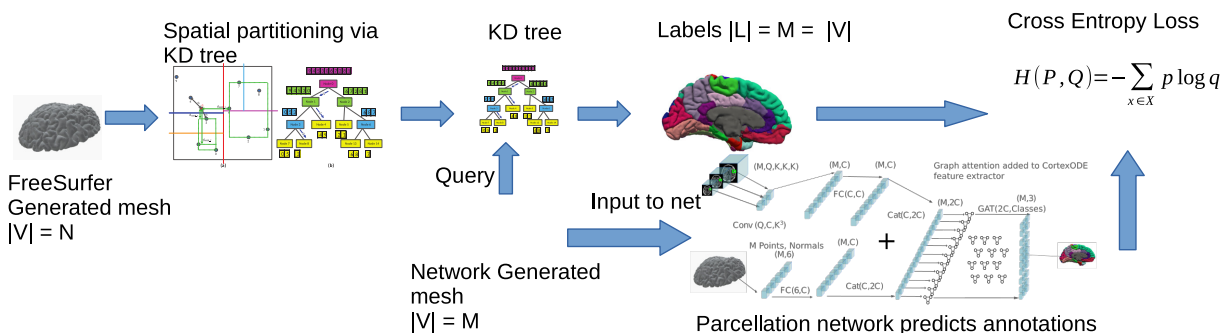 Spatial partitioning via
KD tree
KD tree
Labels |L| = M = |V|
Cross Entropy Loss
H(P,Q)=−∑ p log q
x∈X
(a)
(b)
FreeSurfer
Generated mesh
|V| = N
Query
Input to net
Network Generated
mesh
|V| = M
(M,Q,K,K,K)
(M,C)
(M,C)
Graph attention added to CortexODE
feature extractor
FC(C,C)
Conv (Q,C,K³)
Cat(C,2C)
(M,2C)
(M,3)
GAT(2C,Classes)
+
M Points, Normals
(M,6)
(M,C)
FC(6,C)
Cat(C,2C)
Parcellation network predicts annotations